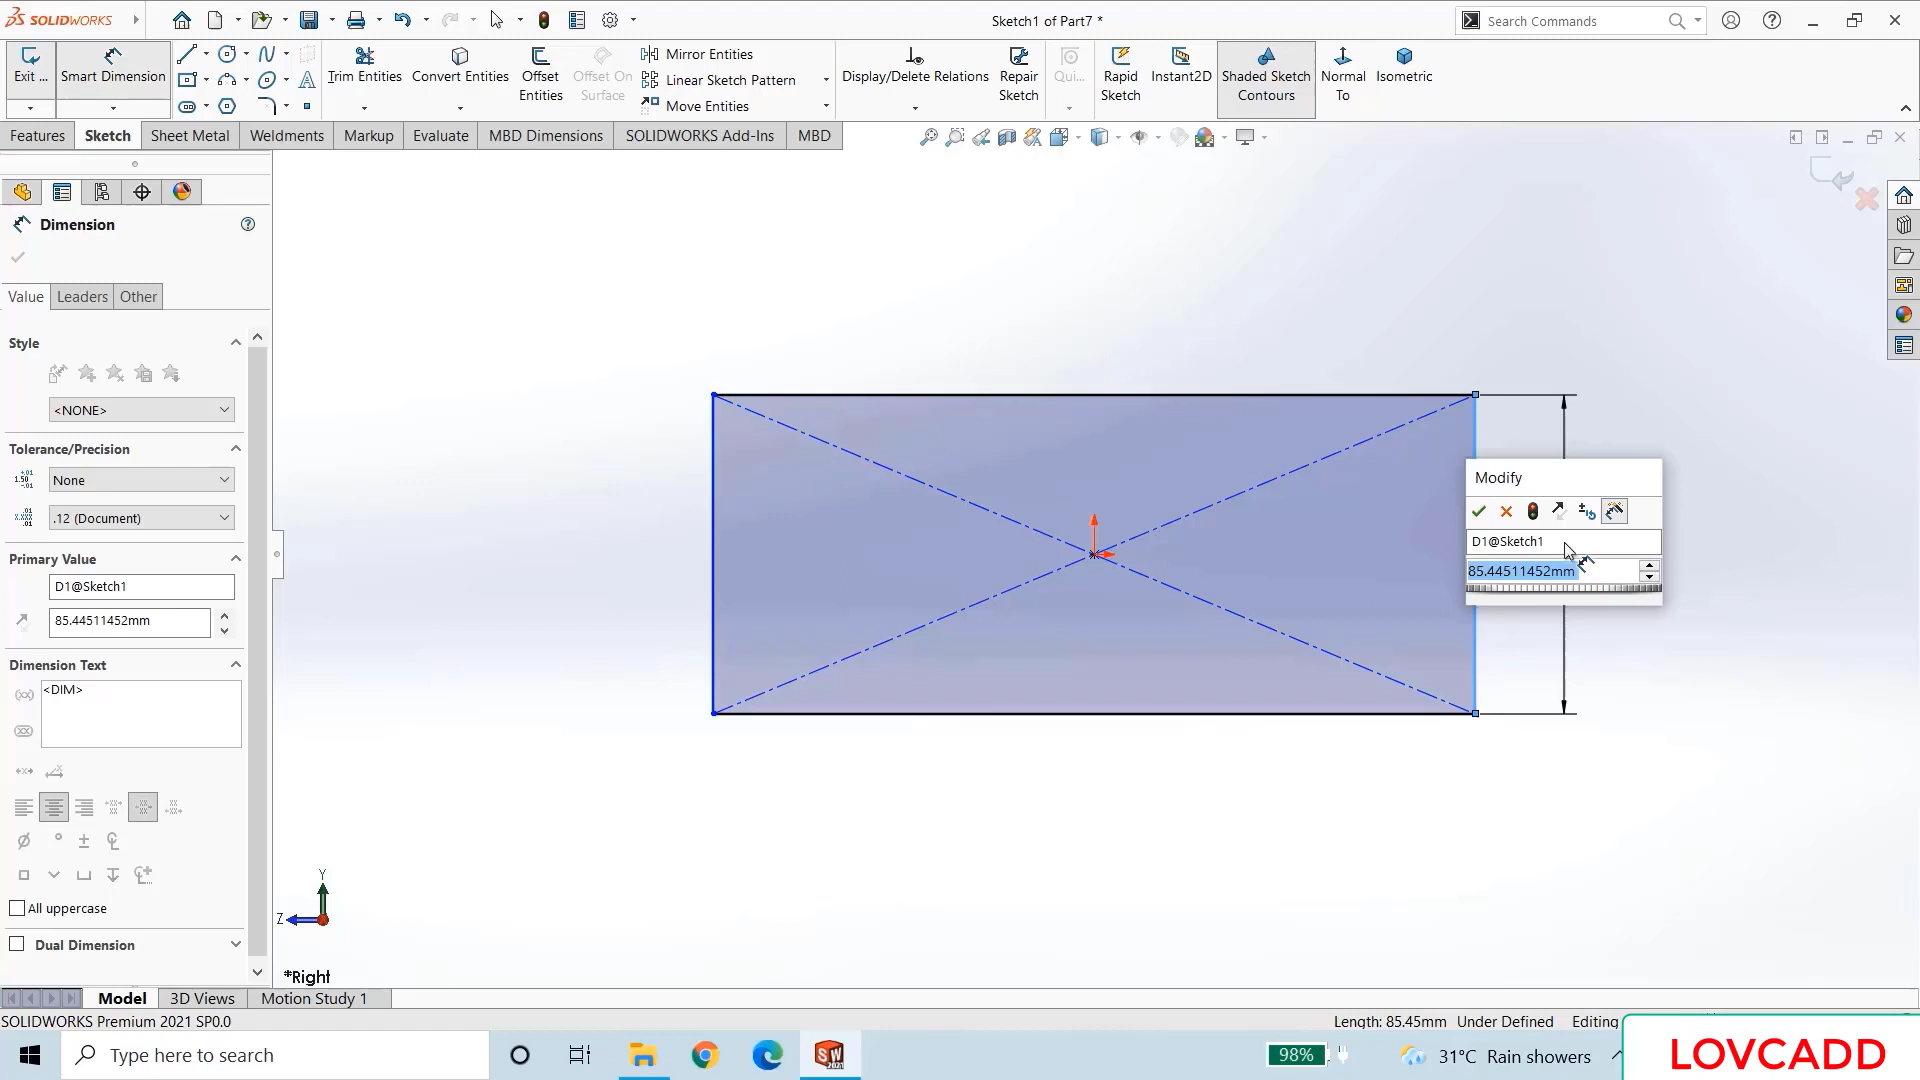 SOLIDWORKS
Sketch1 of Part7 *
Search Commands
Exit ...
Smart Dimension
Trim Entities
Convert Entities
Offset
Entities
Offset On
Surface
Mirror Entities
Linear Sketch Pattern
Move Entities
Display/Delete Relations
Repair
Sketch
Qui...
Rapid
Sketch
Instant2D
Shaded Sketch
Contours
Normal
To
Isometric
Features
Sketch
Sheet Metal
Weldments
Markup
Evaluate
MBD Dimensions
SOLIDWORKS Add-Ins
MBD
Dimension
Value
Leaders
Other
Style
<NONE>
Tolerance/Precision
None
.12 (Document)
Primary Value
D1@Sketch1
85.44511452mm
Dimension Text
<DIM>
All uppercase
Dual Dimension
Modify
D1@Sketch1
85.44511452mm
Y
Z
*Right
Model
3D Views
Motion Study 1
SOLIDWORKS Premium 2021 SP0.0
Length: 85.45mm
Under Defined
Editing
Type here to search
98%
31°C Rain showers
LOVCADD